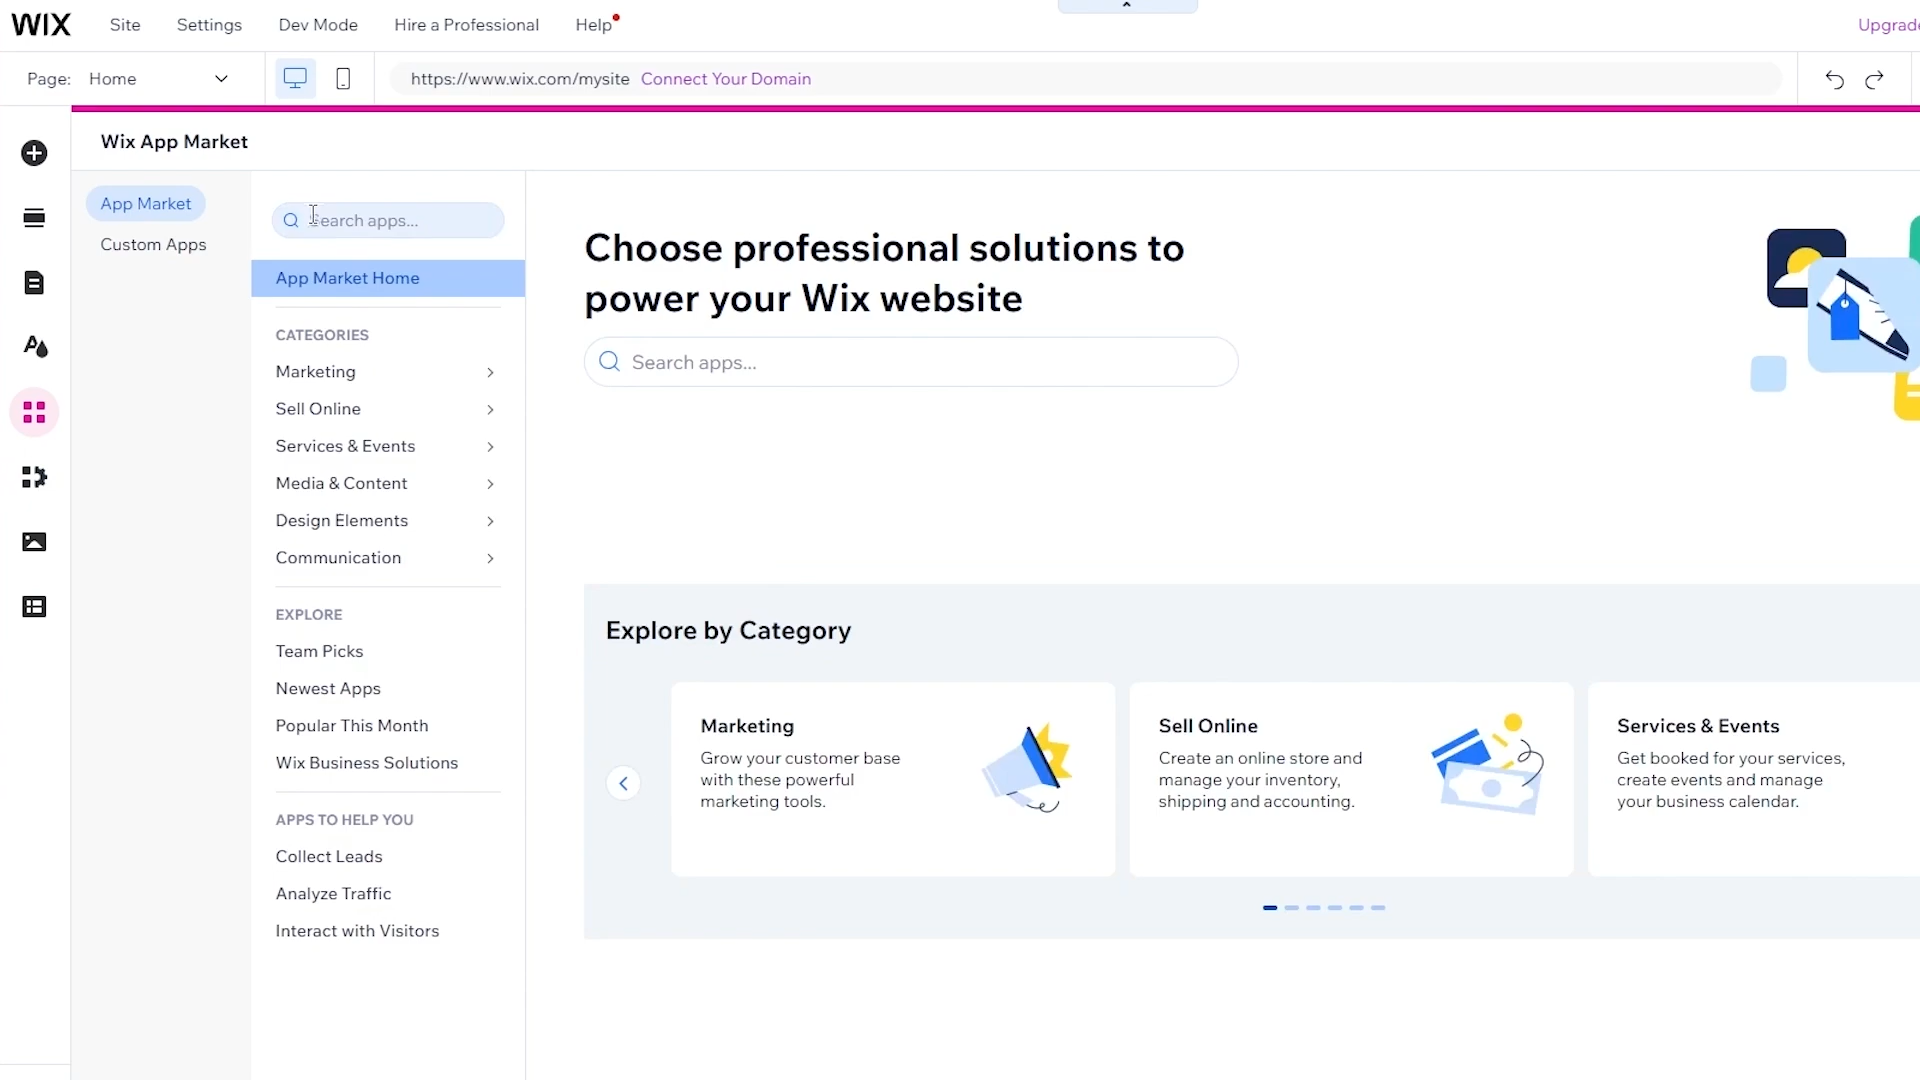 WIX Site Settings Dev Mode Hire a Professional Help
Page: Home https://www.wix.com/mysite Connect Your Domain
Wix App Market
App Market
Custom Apps
Search apps...
App Market Home
CATEGORIES
Marketing
Sell Online
Services & Events
Media & Content
Design Elements
Communication
EXPLORE
Team Picks
Newest Apps
Popular This Month
Wix Business Solutions
APPS TO HELP YOU
Collect Leads
Analyze Traffic
Interact with Visitors
Choose professional solutions to
power your Wix website
Search apps...
Explore by Category
Marketing
Grow your customer base
with these powerful
marketing tools.
Sell Online
Create an online store and
manage your inventory,
shipping and accounting.
Services & Events
Get booked for your services,
create events and manage
your business calendar.